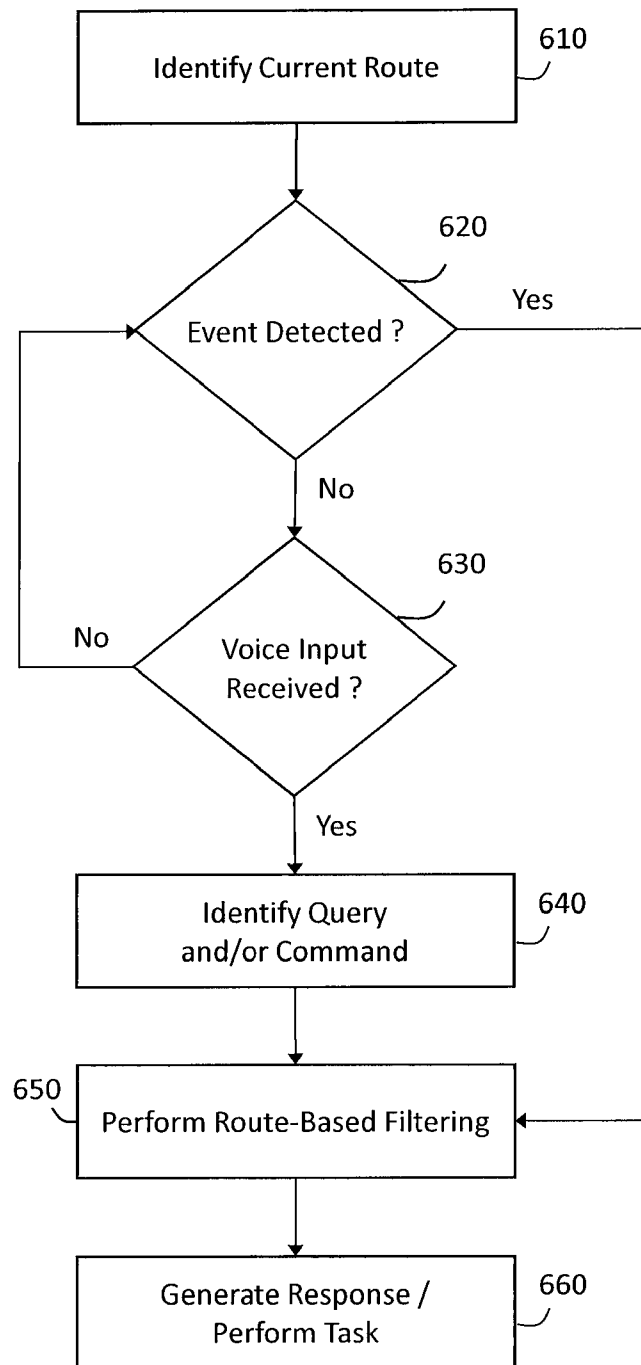 Identify Current Route
610
620
Event Detected ?
Yes
No
630
No
Voice Input
Received ?
Yes
Identify Query
and/or Command
640
650
Perform Route-Based Filtering
Generate Response /
Perform Task
660